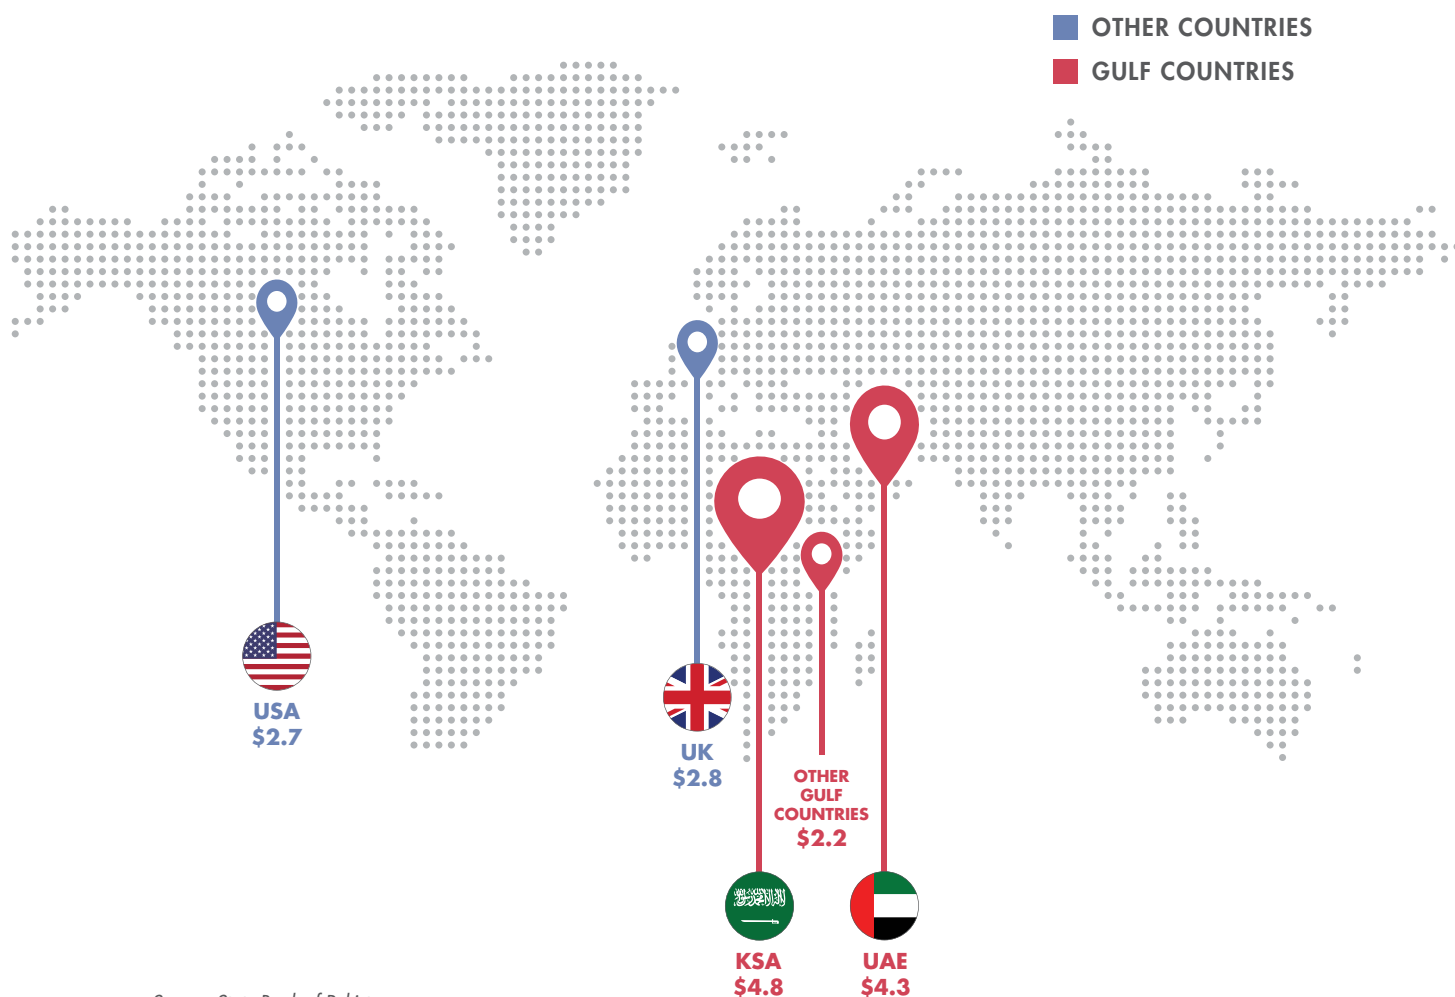 OTHER COUNTRIES
GULF COUNTRIES
USA
$2.7
UK
$2.8
OTHER
GULF
COUNTRIES
$2.2
KSA
$4.8
UAE
$4.3